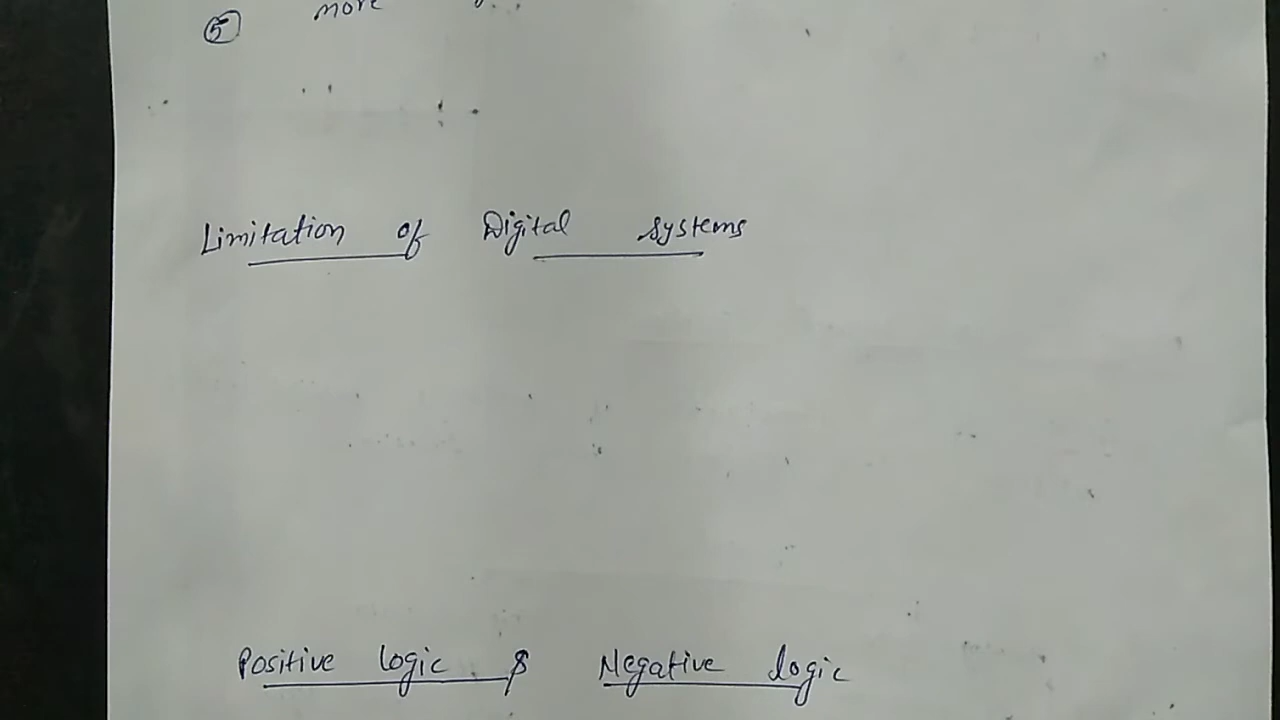 ⑤ more
Limitation of Digital systems
Positive logic & Negative logic